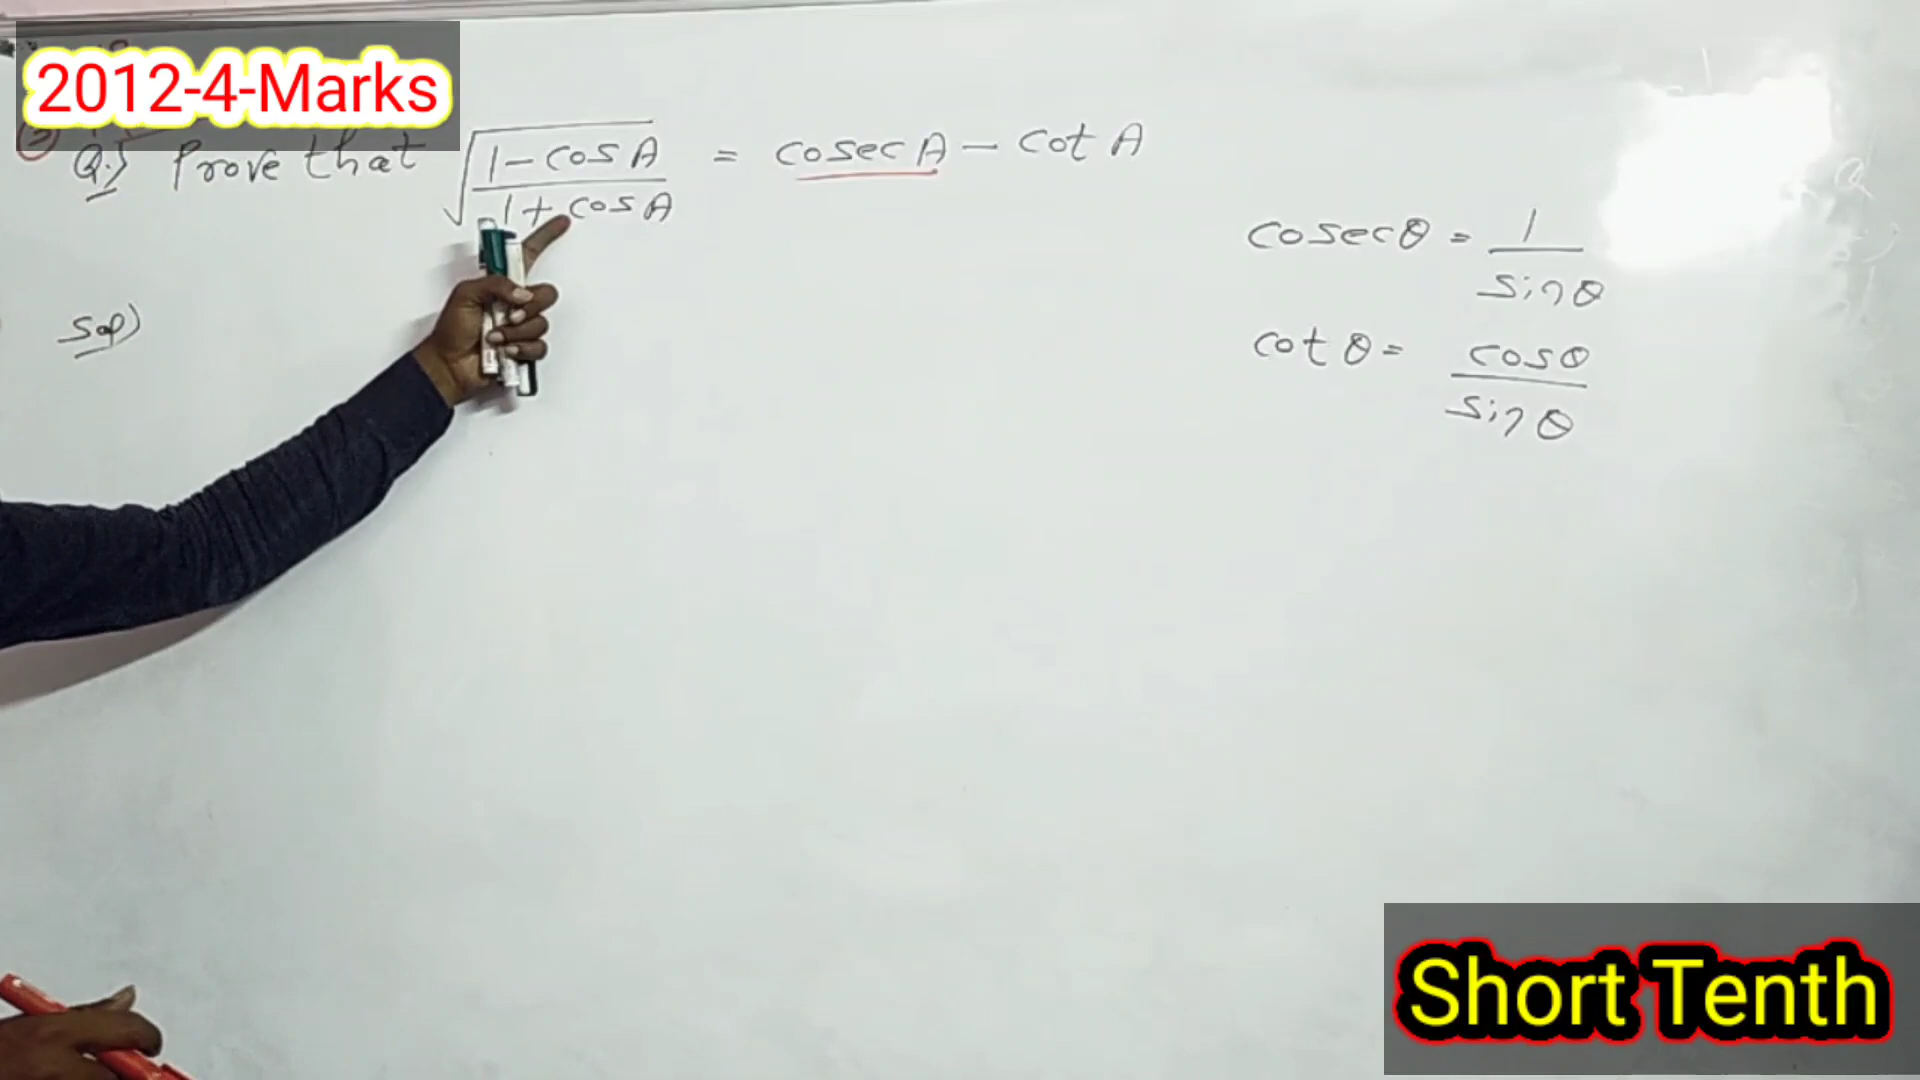 2012-4-Marks
Q.) Prove that √(1 - cos A / 1 + cos A) = cosec A - cot A
cosec θ = 1 / sin θ
cot θ = cos θ / sin θ
Short Tenth